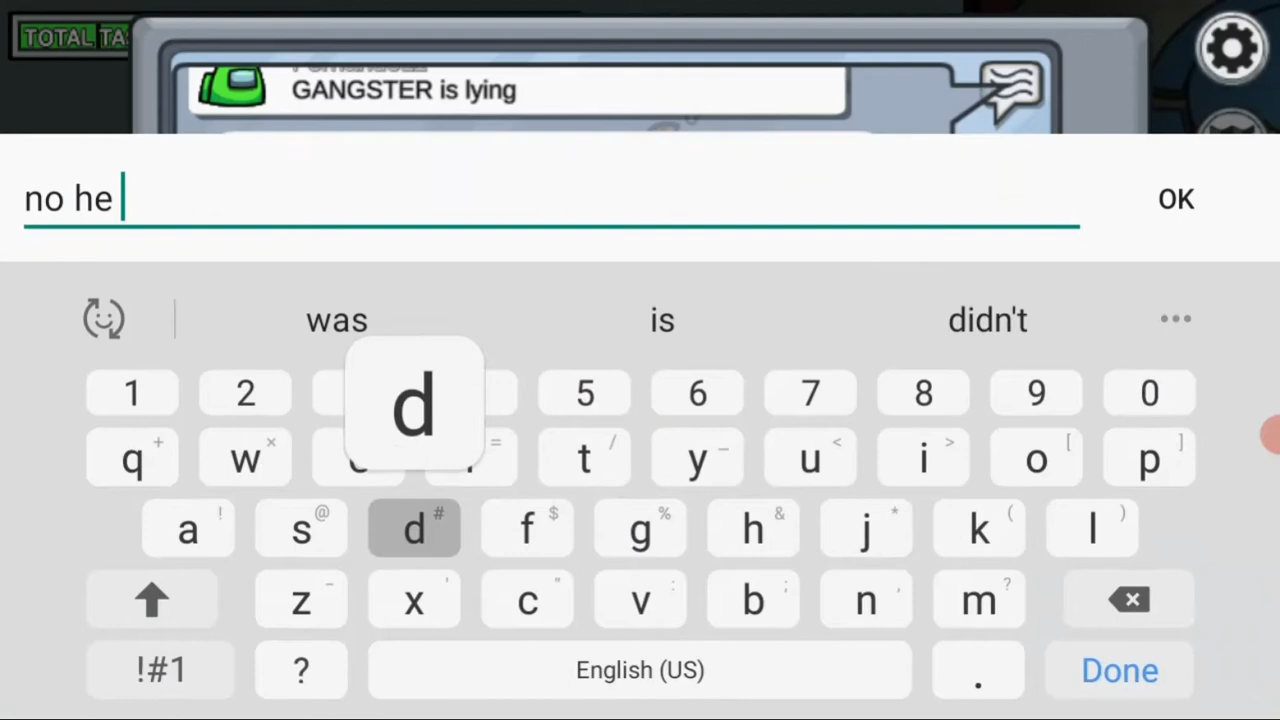 TOTAL TA
GANGSTER is lying
no he
OK
was is didn't •••
1 2 5 6 7 8 9 0
d
q + w × = t / y - u < i > o [ p ]
a ! s @ d # f $ g % h & j * k ( l )
z - x ' c " v : b ; n , m ?
!#1 ? English (US) . Done